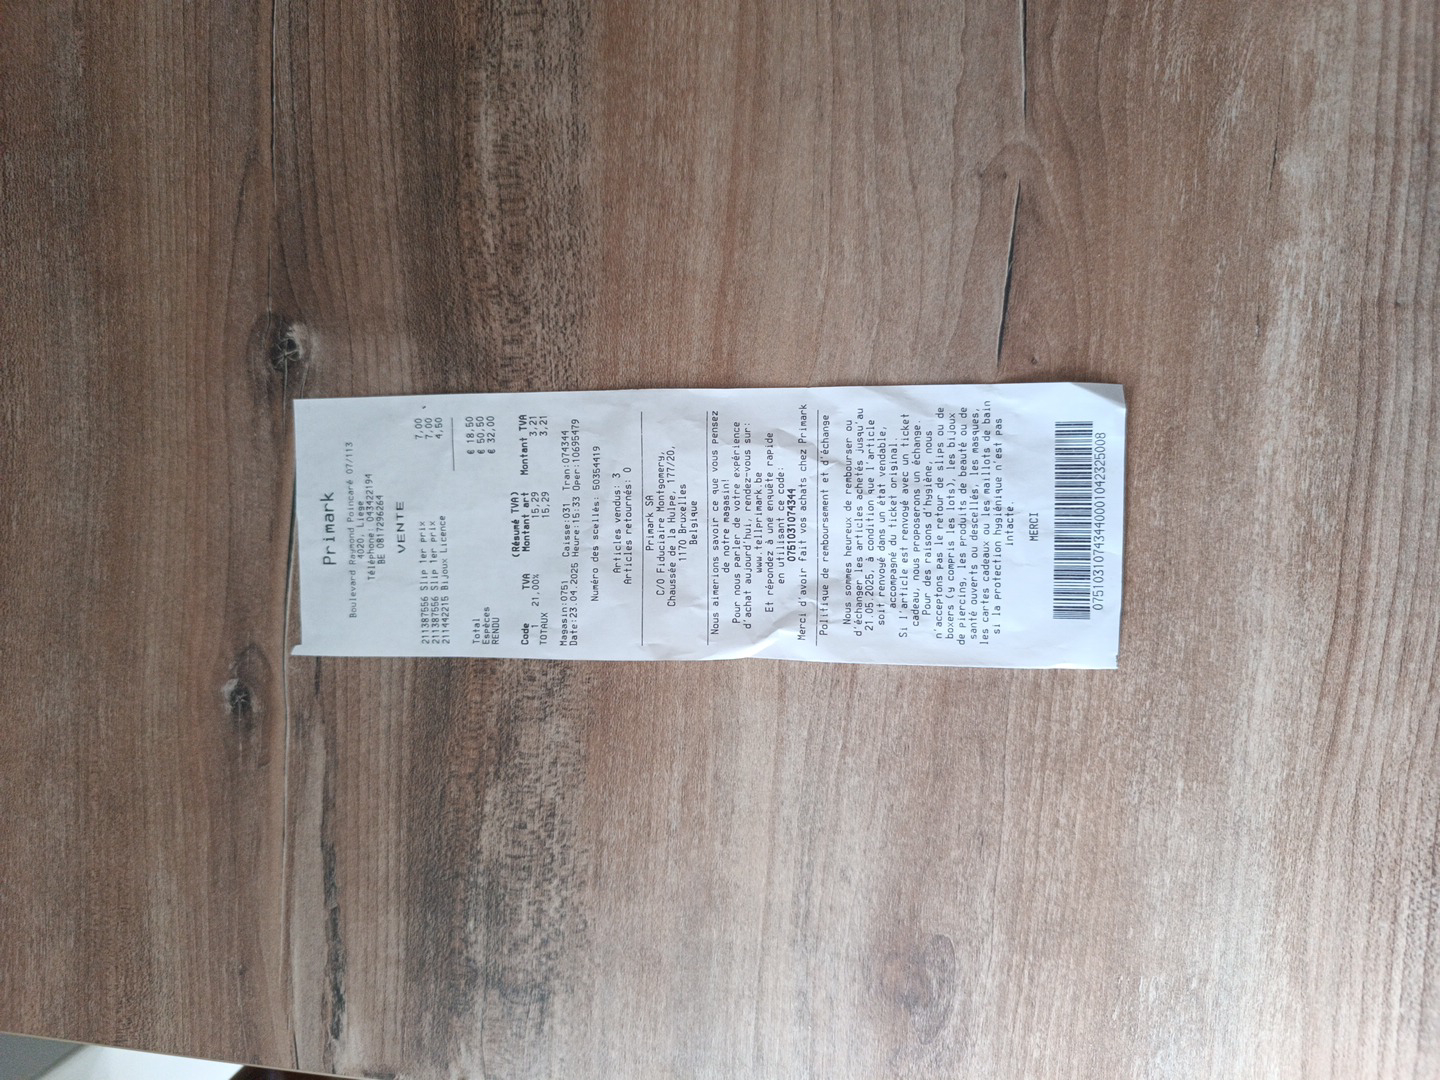 Primark
Boulevard Raymond Poincaré 07/113
4020, Liege
Téléphone: 043422194
BE 0817296264
VENTE
211387556 Slip 1er prix 7,00
211387556 Slip 1er prix 7,00
211442215 Bijoux Licence 4,50
Total € 18,50
Espèces € 50,50
RENDU € 32,00
(Résumé TVA)
Code TVA Montant art Montant TVA
1 21,00% 15,29 3,21
TOTAUX 15,29 3,21
Magasin:0751 Caisse:031 Tran:074344
Date:23.04.2025 Heure:15:33 Oper:10695479
Numéro des scellés: 50354419
Articles vendus: 3
Articles retournés: 0
Primark SA
C/O Fiduciaire Montgomery,
Chaussée de la Hulpe, 177/20,
1170 Bruxelles
Belgique
Nous aimerions savoir ce que vous pensez
de notre magasin!
Pour nous parler de votre expérience
d'achat aujourd'hui, rendez-vous sur:
www.tellprimark.be
Et répondez à une enquête rapide
en utilisant ce code:
0751031074344
Merci d'avoir fait vos achats chez Primark
Politique de remboursement et d'échange
Nous sommes heureux de rembourser ou
d'échanger les articles achetés jusqu'au
21.05.2025, à condition que l'article
soit renvoyé dans un état vendable,
accompagné du ticket original.
Si l'article est renvoyé avec un ticket
cadeau, nous proposerons un échange.
Pour des raisons d'hygiène, nous
n'acceptons pas le retour de slips ou de
boxers (y compris les lots), les bijoux
de piercing, les produits de beauté ou de
santé ouverts ou descellés, les masques,
les cartes cadeaux ou les maillots de bain
si la protection hygiénique n'est pas
intacte.
MERCI
07510310743440001042325008